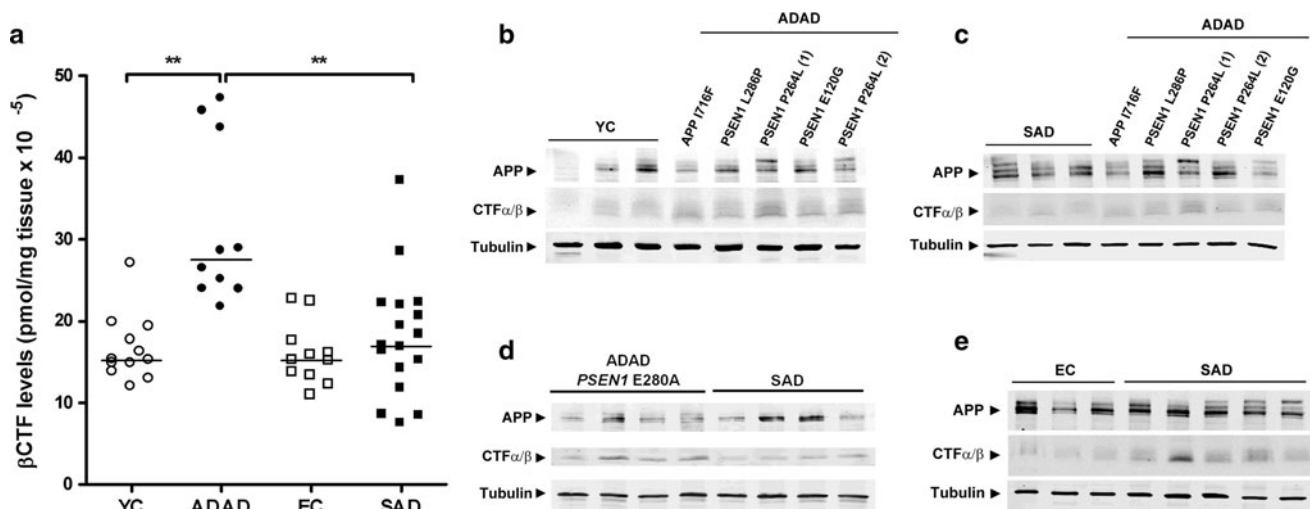 a
βCTF levels (pmol/mg tissue x 10 -5)
50
40
30
20
10
0
** **
YC ADAD EC SAD
b
ADAD
YC
APP I716F
PSEN1 L286P
PSEN1 P264L (1)
PSEN1 E120G
PSEN1 P264L (2)
APP
CTFα/β
Tubulin
c
ADAD
SAD
APP I716F
PSEN1 L286P
PSEN1 P264L (1)
PSEN1 P264L (2)
PSEN1 E120G
APP
CTFα/β
Tubulin
d
ADAD
PSEN1 E280A
SAD
APP
CTFα/β
Tubulin
e
EC SAD
APP
CTFα/β
Tubulin